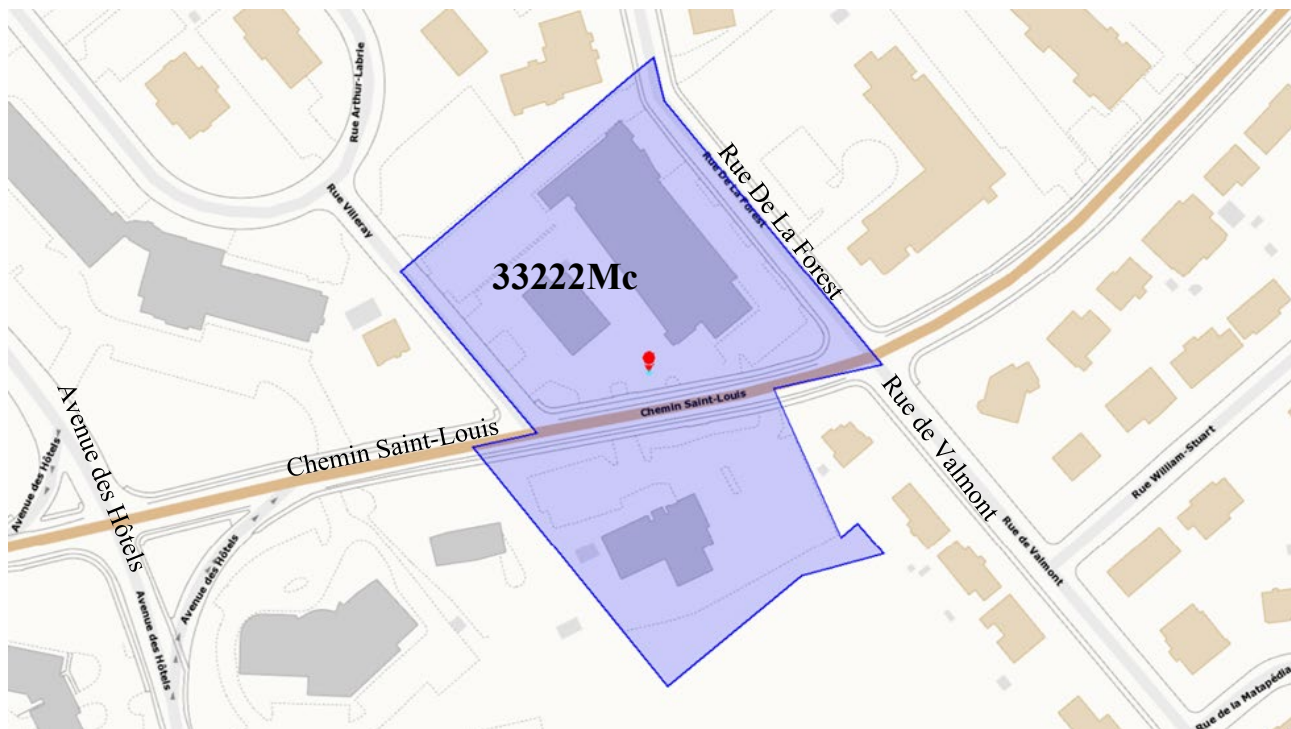 Rue Arthur-Labrie
Rue Villeray
Rue De La Forest
Rue De La Forest
33222Mc
Chemin Saint-Louis
Chemin Saint-Louis
Avenue des Hôtels
Avenue des Hôtels
Avenue des Hôtels
Avenue des Hôtels
Rue de Valmont
Rue de Valmont
Rue William-Stuart
Rue de la Matapédia